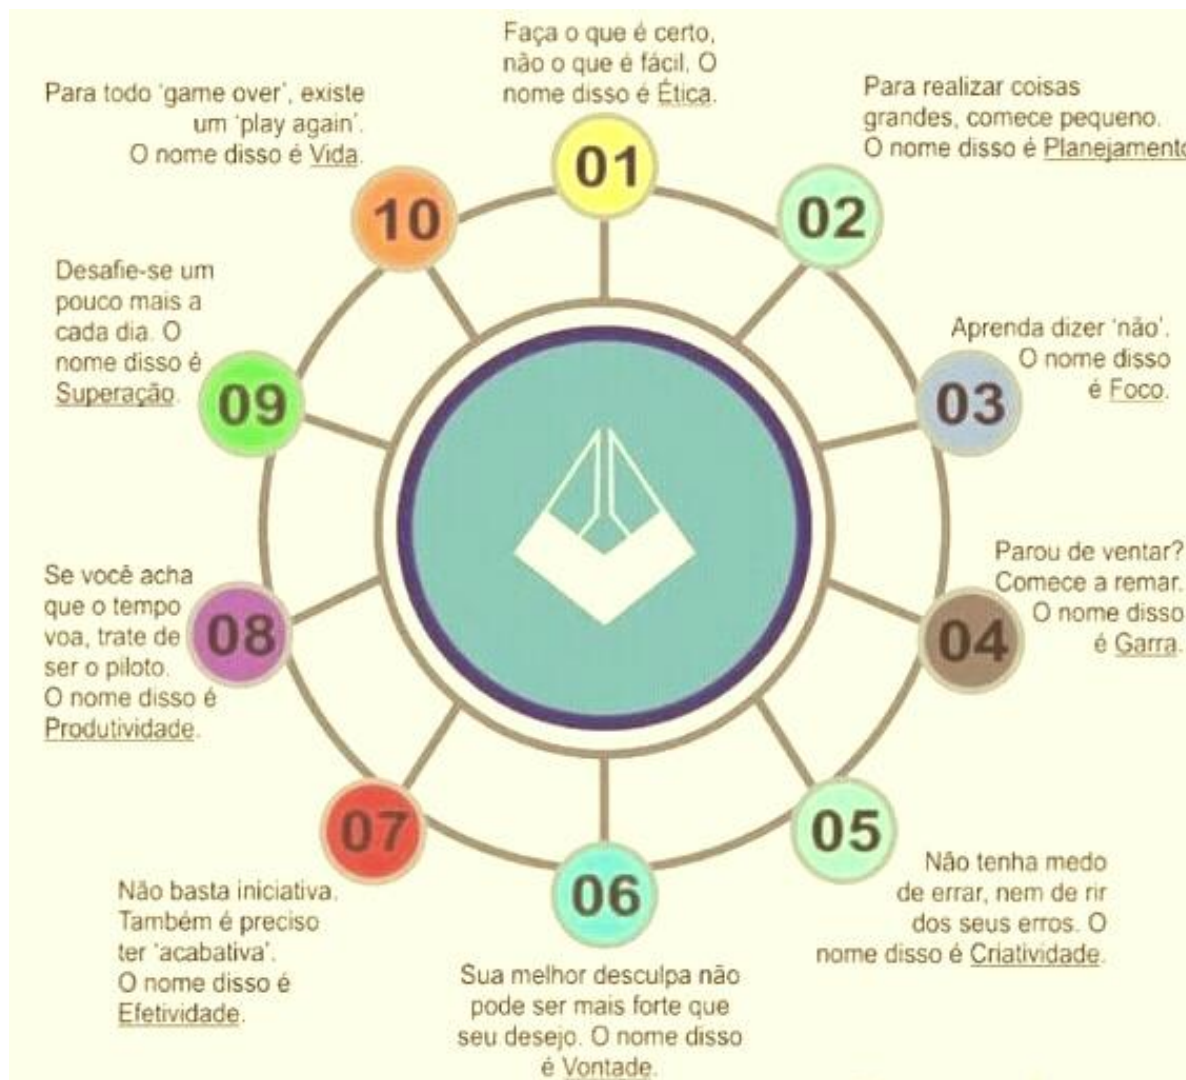 01
Faça o que é certo,
não o que é fácil. O
nome disso é Ética.
02
Para realizar coisas
grandes, comece pequeno.
O nome disso é Planejamento
03
Aprenda dizer ‘não’.
O nome disso
é Foco.
04
Parou de ventar?
Comece a remar.
O nome disso
é Garra.
05
Não tenha medo
de errar, nem de rir
dos seus erros. O
nome disso é Criatividade.
06
Sua melhor desculpa não
pode ser mais forte que
seu desejo. O nome disso
é Vontade.
07
Não basta iniciativa.
Também é preciso
ter ‘acabativa’.
O nome disso é
Efetividade.
08
Se você acha
que o tempo
voa, trate de
ser o piloto.
O nome disso é
Produtividade.
09
Desafie-se um
pouco mais a
cada dia. O
nome disso é
Superação.
10
Para todo ‘game over’, existe
um ‘play again’.
O nome disso é Vida.